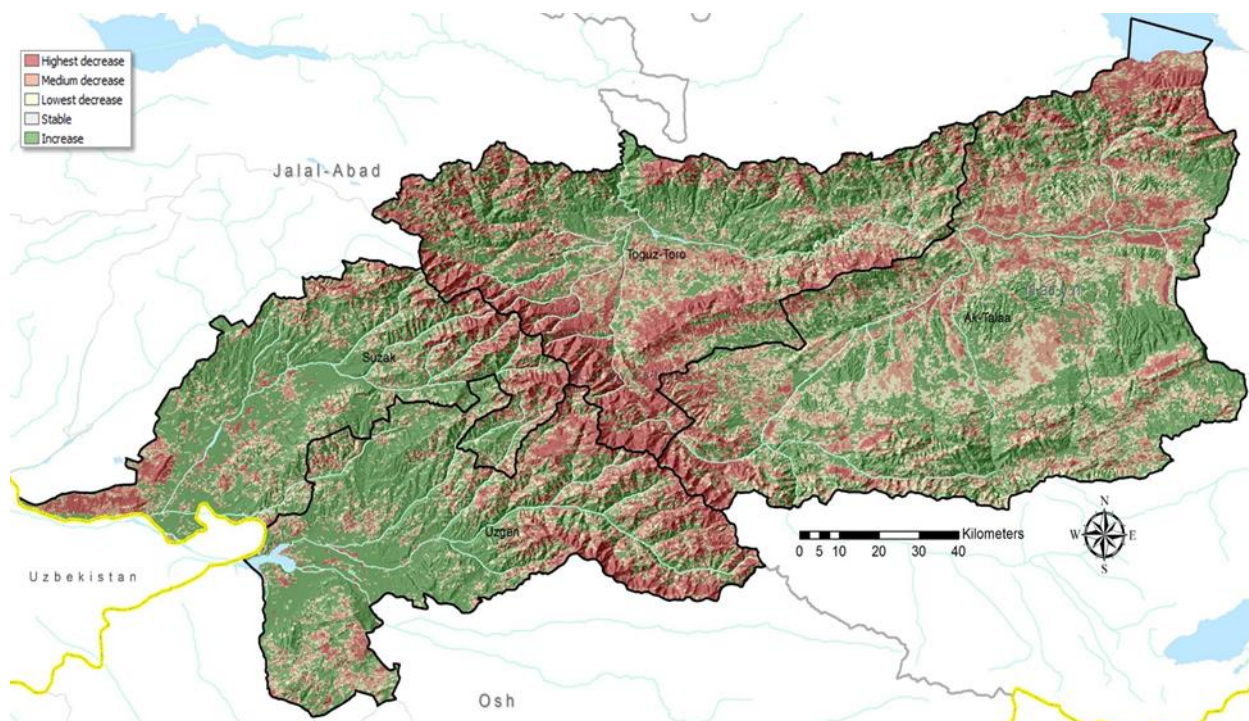 Highest decrease
Medium decrease
Lowest decrease
Stable
Increase
Jalal-Abad
Toguz-Toro
Ak-Talaa
Suzak
Uzgen
N
W E
S
Kilometers
0 5 10 20 30 40
Uzbekistan
Osh